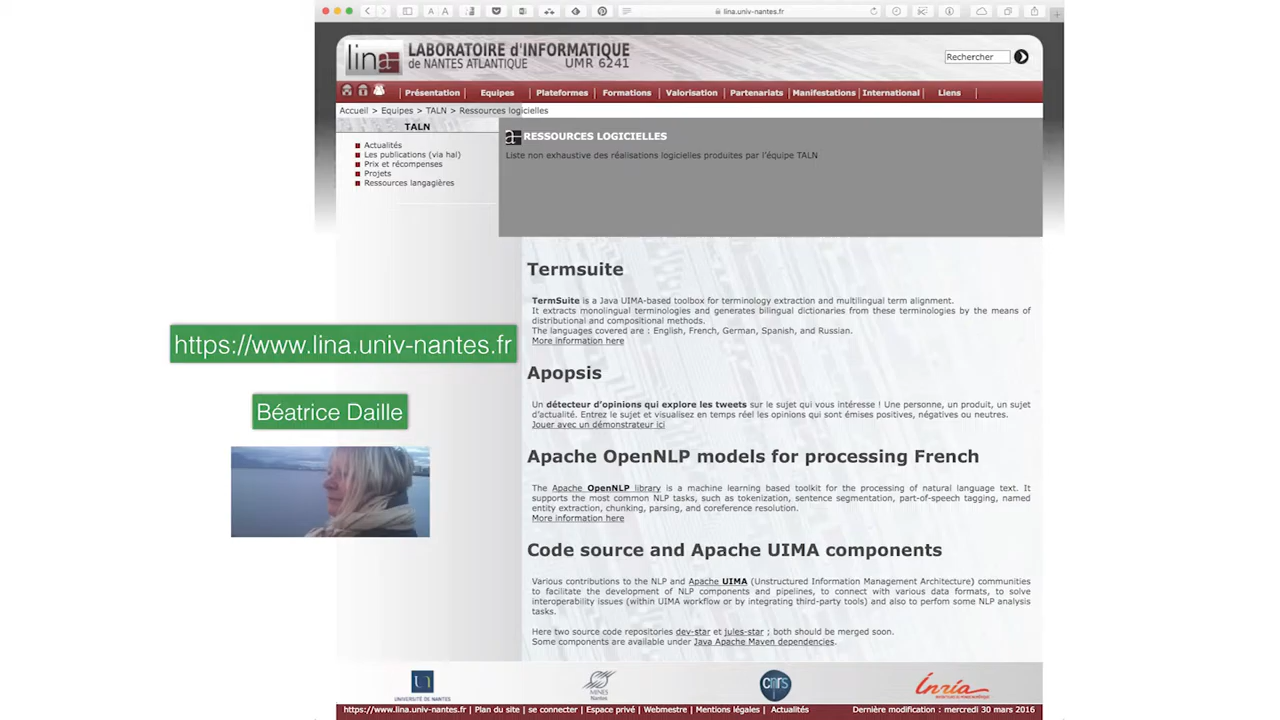 A A
lina.univ-nantes.fr
lina
LABORATOIRE d'INFORMATIQUE
de NANTES ATLANTIQUE UMR 6241
Rechercher
Présentation Equipes Plateformes Formations Valorisation Partenariats Manifestations International Liens
Accueil > Equipes > TALN > Ressources logicielles
TALN
Actualités
Les publications (via hal)
Prix et récompenses
Projets
Ressources langagières
RESSOURCES LOGICIELLES
Liste non exhaustive des réalisations logicielles produites par l'équipe TALN
Termsuite
TermSuite is a Java UIMA-based toolbox for terminology extraction and multilingual term alignment.
It extracts monolingual terminologies and generates bilingual dictionaries from these terminologies by the means of
distributional and compositional methods.
The languages covered are : English, French, German, Spanish, and Russian.
More information here
https://www.lina.univ-nantes.fr
Béatrice Daille
Apopsis
Un détecteur d'opinions qui explore les tweets sur le sujet qui vous intéresse ! Une personne, un produit, un sujet
d'actualité. Entrez le sujet et visualisez en temps réel les opinions qui sont émises positives, négatives ou neutres.
Jouer avec un démonstrateur ici
Apache OpenNLP models for processing French
The Apache OpenNLP library is a machine learning based toolkit for the processing of natural language text. It
supports the most common NLP tasks, such as tokenization, sentence segmentation, part-of-speech tagging, named
entity extraction, chunking, parsing, and coreference resolution.
More information here
Code source and Apache UIMA components
Various contributions to the NLP and Apache UIMA (Unstructured Information Management Architecture) communities
to facilitate the development of NLP components and pipelines, to connect with various data formats, to solve
interoperability issues (within UIMA workflow or by integrating third-party tools) and also to perfom some NLP analysis
tasks.
Here two source code repositories dev-star et jules-star ; both should be merged soon.
Some components are available under Java Apache Maven dependencies.
UNIVERSITÉ DE NANTES
MINES
Nantes
cnrs
Inria
https://www.lina.univ-nantes.fr | Plan du site | se connecter | Espace privé | Webmestre | Mentions légales | Actualités
Dernière modification : mercredi 30 mars 2016